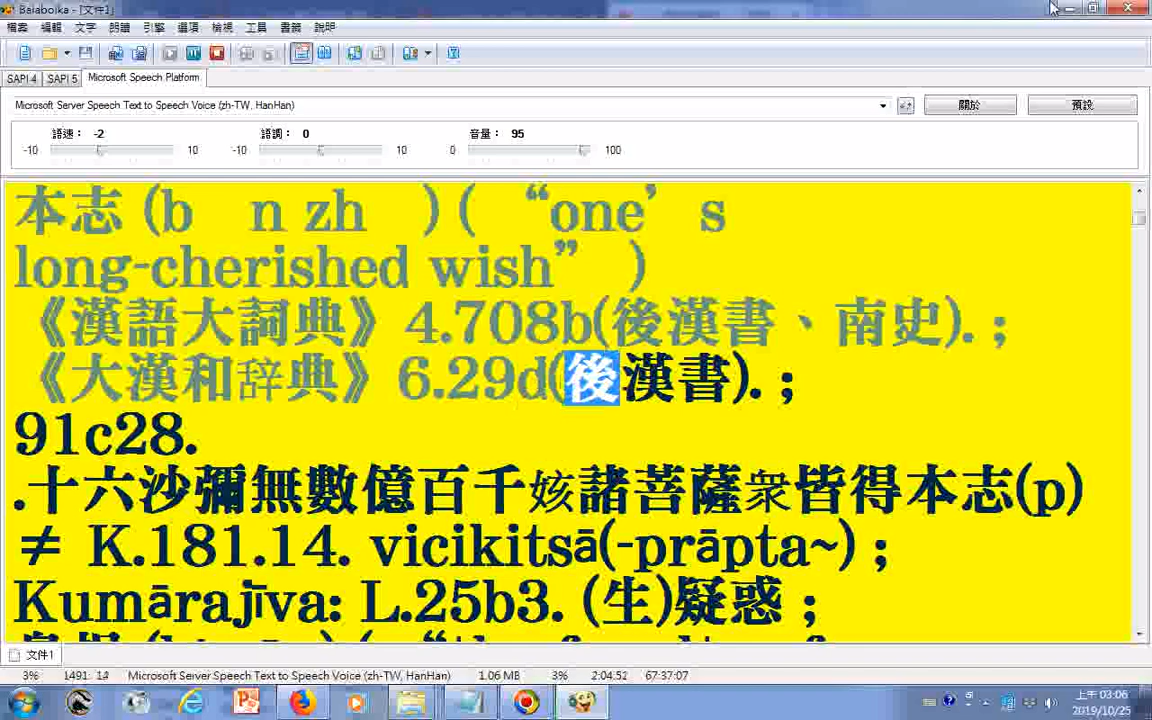 Balabolka - [文件1]
檔案 編輯 文字 朗讀 引擎 選項 檢視 工具 書籤 說明
SAPI 4 SAPI 5 Microsoft Speech Platform
Microsoft Server Speech Text to Speech Voice (zh-TW, HanHan) 關於 預設
語速： -2 語調： 0 音量： 95
-10 10 -10 10 0 100
本志 (b n zh ) ( “one’s
long-cherished wish” )
《漢語大詞典》 4.708b(後漢書、南史). ;
《大漢和辞典》 6.29d(後漢書). ;
91c28.
.十六沙彌無數億百千姟諸菩薩衆皆得本志(p)
≠ K.181.14. vicikitsā(-prāpta~) ;
Kumārajīva: L.25b3. (生)疑惑 ;
文件1
3% 1491: 14 Microsoft Server Speech Text to Speech Voice (zh-TW, HanHan) 1.06 MB 3% 2:04:52 67:37:07
上午 03:06
2019/10/25